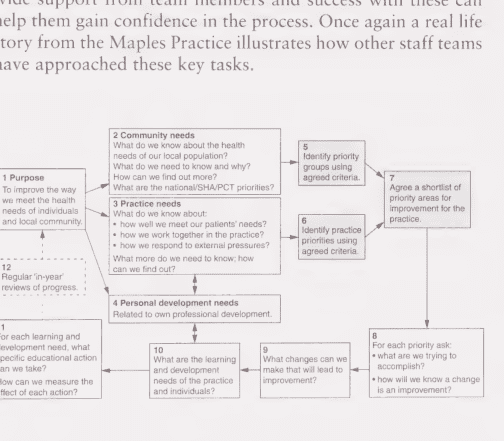 vide support from team members and success with these can
help them gain confidence in the process. Once again a real life
tory from the Maples Practice illustrates how other staff teams
have approached these key tasks.
1 Purpose
To improve the way
we meet the health
needs of individuals
and local community.
2 Community needs
What do we know about the health
needs of our local population?
What do we need to know and why?
How can we find out more?
What are the national/SHA/PCT priorities?
3 Practice needs
What do we know about:
• how well we meet our patients' needs?
• how we work together in the practice?
• how we respond to external pressures?
What more do we need to know; how
can we find out?
4 Personal development needs
Related to own professional development.
5
Identify priority
groups using
agreed criteria.
6
Identify practice
priorities using
agreed criteria.
7
Agree a shortlist of
priority areas for
improvement for the
practice.
8
For each priority ask:
• what are we trying to
accomplish?
• how will we know a change
is an improvement?
9
What changes can we
make that will lead to
improvement?
10
What are the learning
and development
needs of the practice
and individuals?
1
For each learning and
development need, what
pecific educational action
an we take?
How can we measure the
effect of each action?
12
Regular 'in-year'
reviews of progress.